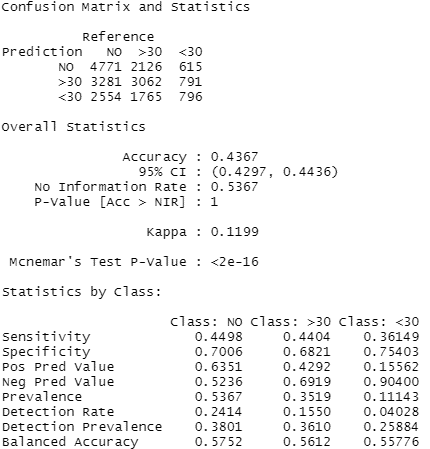 Confusion Matrix and Statistics
Reference
Prediction NO >30 <30
NO 4771 2126 615
>30 3281 3062 791
<30 2554 1765 796
Overall Statistics
Accuracy : 0.4367
95% CI : (0.4297, 0.4436)
No Information Rate : 0.5367
P-Value [Acc > NIR] : 1
Kappa : 0.1199
Mcnemar's Test P-Value : <2e-16
Statistics by Class:
Class: NO Class: >30 Class: <30
Sensitivity 0.4498 0.4404 0.36149
Specificity 0.7006 0.6821 0.75403
Pos Pred Value 0.6351 0.4292 0.15562
Neg Pred Value 0.5236 0.6919 0.90400
Prevalence 0.5367 0.3519 0.11143
Detection Rate 0.2414 0.1550 0.04028
Detection Prevalence 0.3801 0.3610 0.25884
Balanced Accuracy 0.5752 0.5612 0.55776